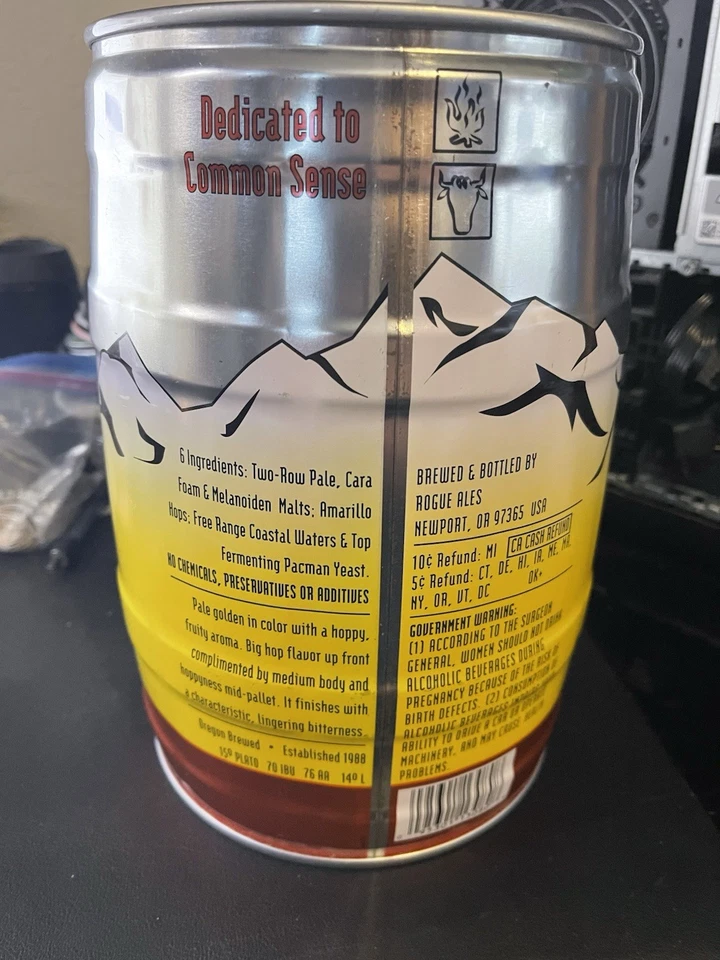 Dedicated to
Common Sense
6 Ingredients: Two-Row Pale, Cara
Foam & Melanoiden Malts; Amarillo
Hops; Free Range Coastal Waters & Top
Fermenting Pacman Yeast.
NO CHEMICALS, PRESERVATIVES OR ADDITIVES
Pale golden in color with a hoppy,
fruity aroma. Big hop flavor up front
complimented by medium body and
hoppyness mid-pallet. It finishes with
a characteristic, lingering bitterness.
Oregon Brewed • Established 1988
15º PLATO 70 IBU 76 AA 14º L
BREWED & BOTTLED BY
ROGUE ALES
NEWPORT, OR 97365 USA
10¢ Refund: MI CA CASH REFUND
5¢ Refund: CT, DE, HI, IA, ME, MA,
NY, OR, VT, DC OK+
GOVERNMENT WARNING:
(1) ACCORDING TO THE SURGEON
GENERAL, WOMEN SHOULD NOT DRINK
ALCOHOLIC BEVERAGES DURING
PREGNANCY BECAUSE OF THE RISK OF
BIRTH DEFECTS. (2) CONSUMPTION OF
ALCOHOLIC BEVERAGES IMPAIRS YOUR
ABILITY TO DRIVE A CAR OR OPERATE
MACHINERY, AND MAY CAUSE HEALTH
PROBLEMS.